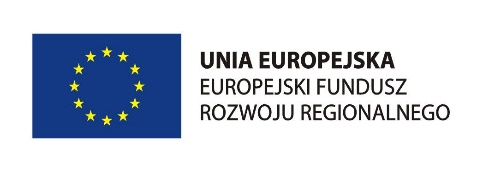 UNIA EUROPEJSKA
EUROPEJSKI FUNDUSZ
ROZWOJU REGIONALNEGO